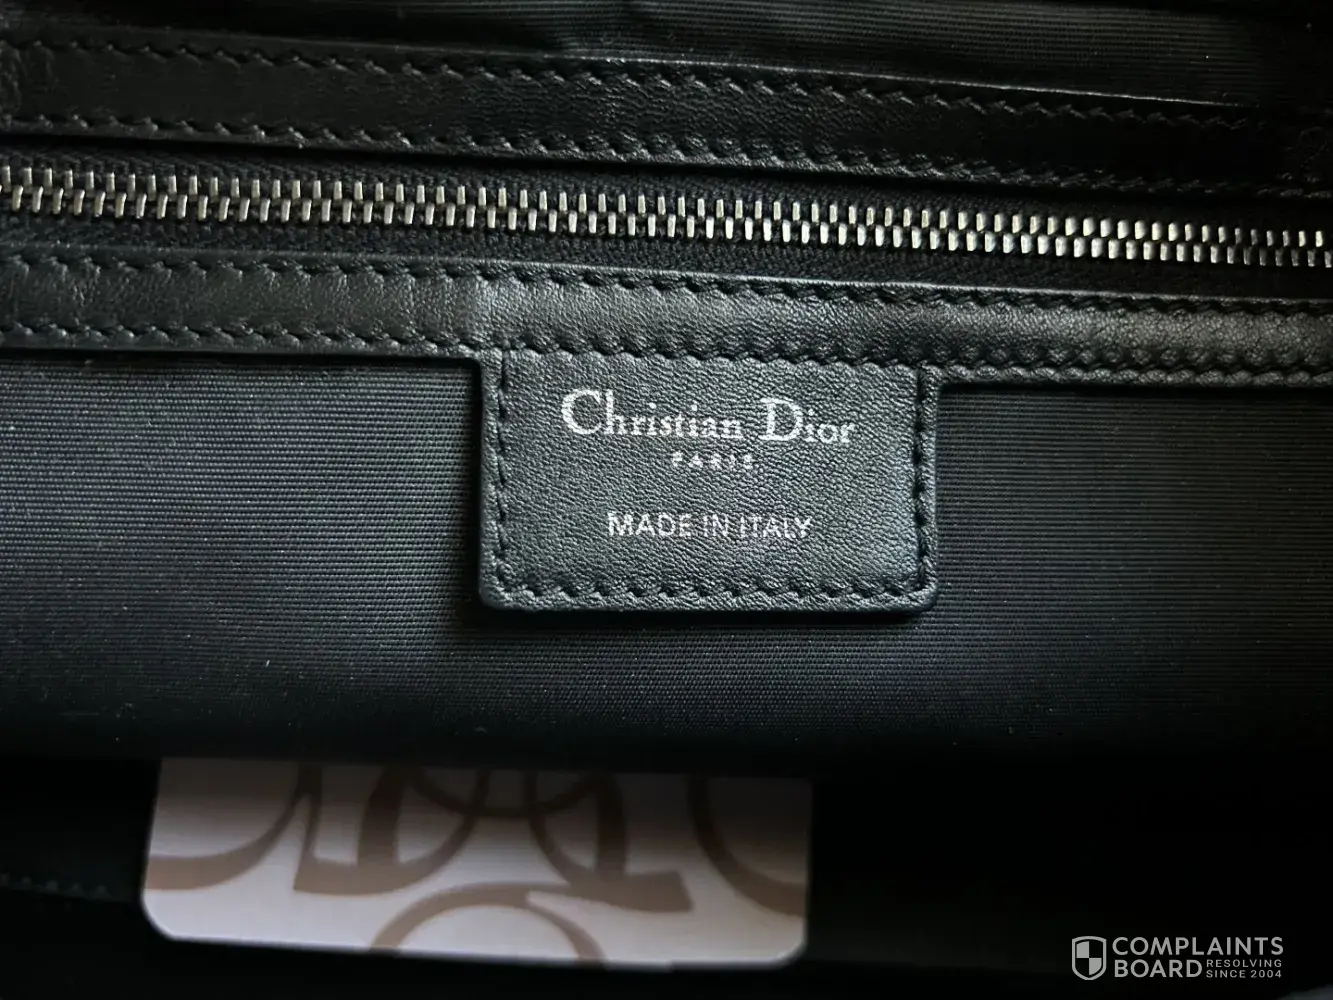 Christian Dior
PARIS
MADE IN ITALY
COMPLAINTS
BOARD RESOLVING
SINCE 2004